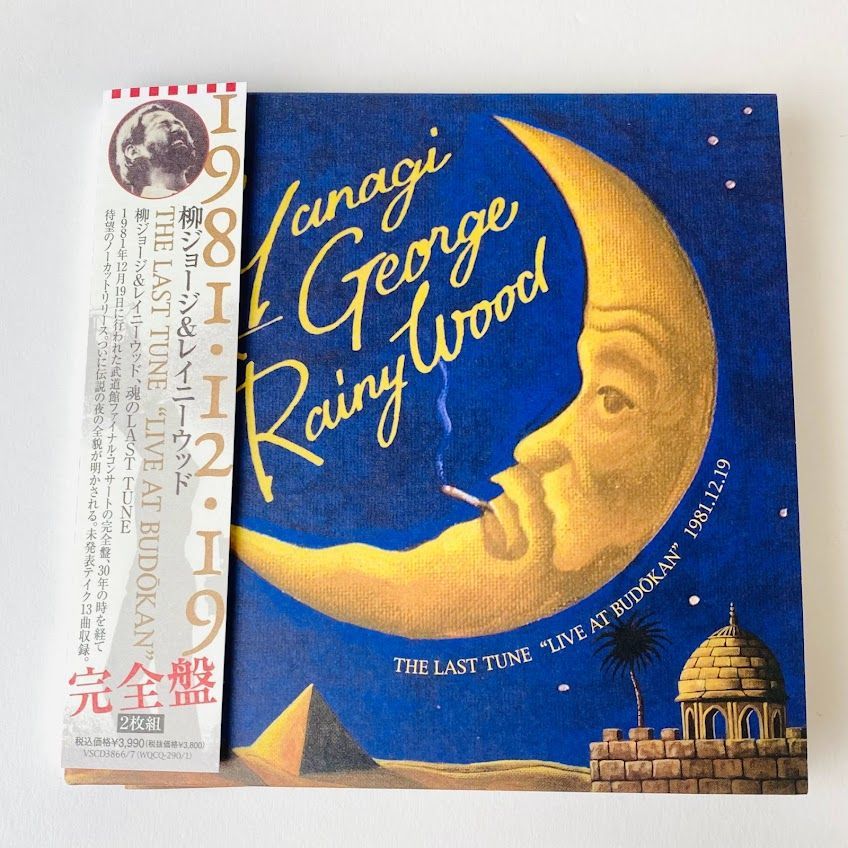 1981・12・19
柳ジョージ&レイニーウッド
THE LAST TUNE “LIVE AT BUDŌKAN”
柳ジョージ&レイニーウッド、魂のLAST TUNE
1981年12月19日に行われた武道館ファイナルコンサートの完全盤、30年の時を経て
待望のノーカット・リリース。ついに伝説の夜の全貌が明かされる。未発表テイク13曲収録。
完全盤
2枚組
税込価格¥3,990(税抜価格¥3,800)
VSCD3866/7(WQCQ-290/1)
Yanagi
George
Rainy Wood
THE LAST TUNE “LIVE AT BUDŌKAN” 1981.12.19